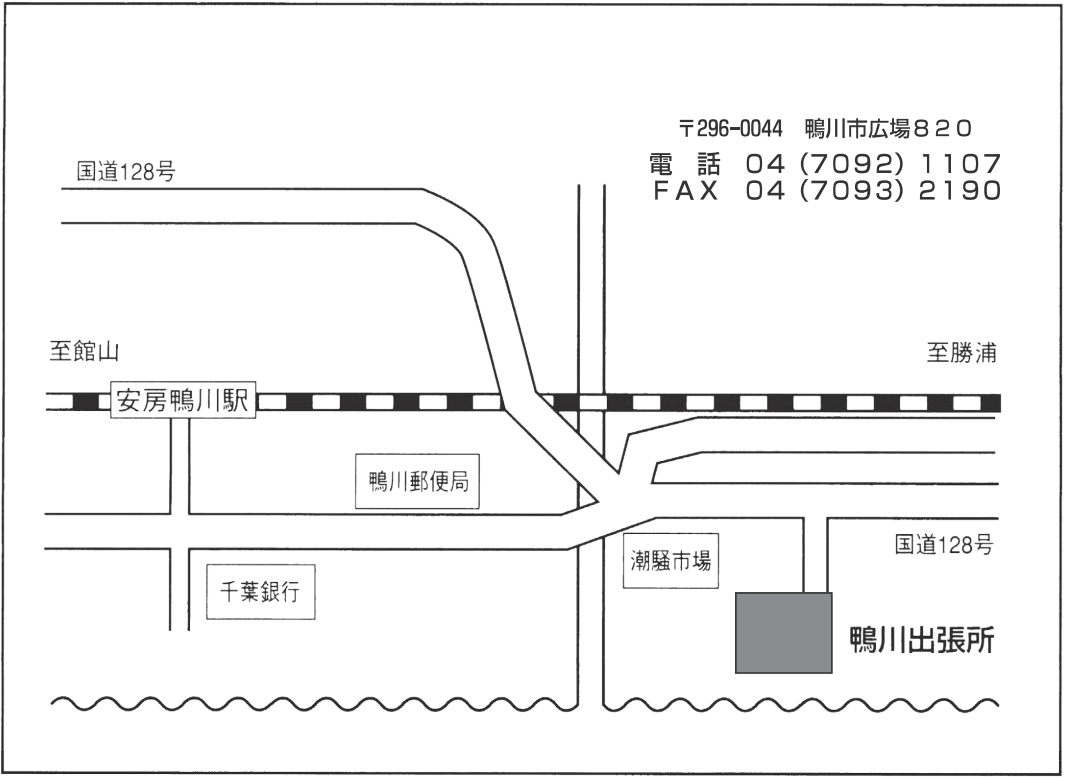 〒296-0044　鴨川市広場８２０
電　話　０４（７０９２）１１０７
ＦＡＸ　０４（７０９３）２１９０
国道128号
至館山
至勝浦
安房鴨川駅
鴨川郵便局
国道128号
潮騒市場
千葉銀行
鴨川出張所